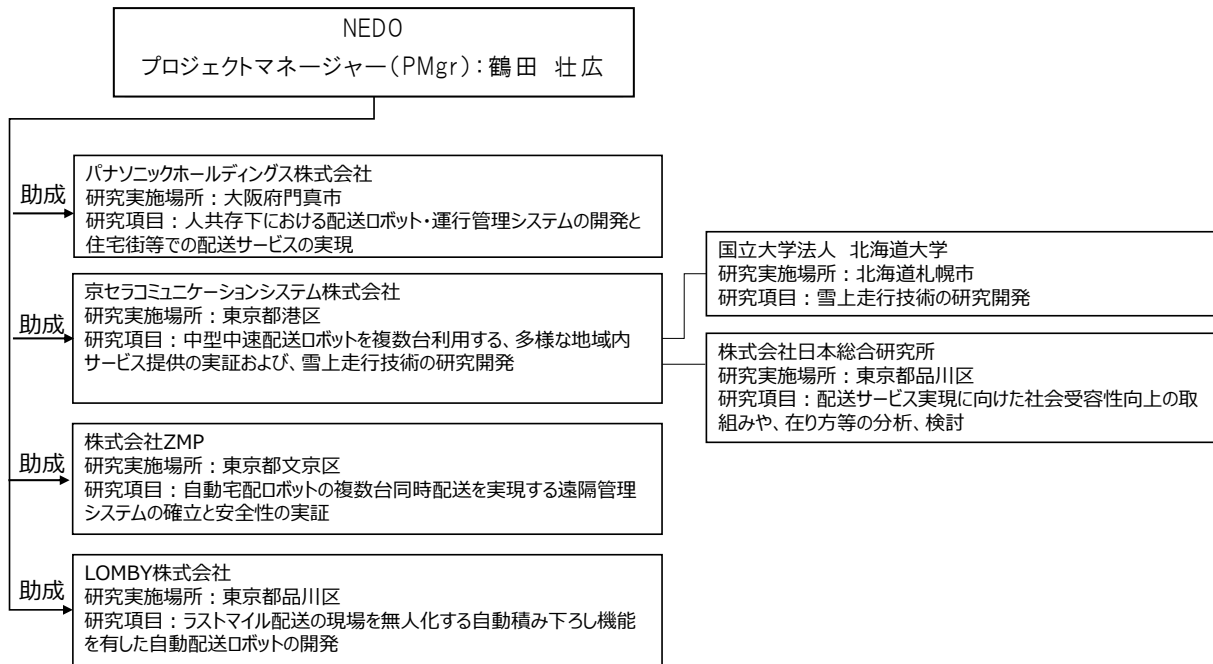 NEDO
プロジェクトマネージャー(PMgr):鶴田 壮広
助成
パナソニックホールディングス株式会社
研究実施場所:大阪府門真市
研究項目:人共存下における配送ロボット・運行管理システムの開発と
住宅街等での配送サービスの実現
助成
京セラコミュニケーションシステム株式会社
研究実施場所:東京都港区
研究項目:中型中速配送ロボットを複数台利用する、多様な地域内
サービス提供の実証および、雪上走行技術の研究開発
国立大学法人 北海道大学
研究実施場所:北海道札幌市
研究項目:雪上走行技術の研究開発
株式会社日本総合研究所
研究実施場所:東京都品川区
研究項目:配送サービス実現に向けた社会受容性向上の取
組みや、在り方等の分析、検討
助成
株式会社ZMP
研究実施場所:東京都文京区
研究項目:自動宅配ロボットの複数台同時配送を実現する遠隔管理
システムの確立と安全性の実証
助成
LOMBY株式会社
研究実施場所:東京都品川区
研究項目:ラストマイル配送の現場を無人化する自動積み下ろし機能
を有した自動配送ロボットの開発